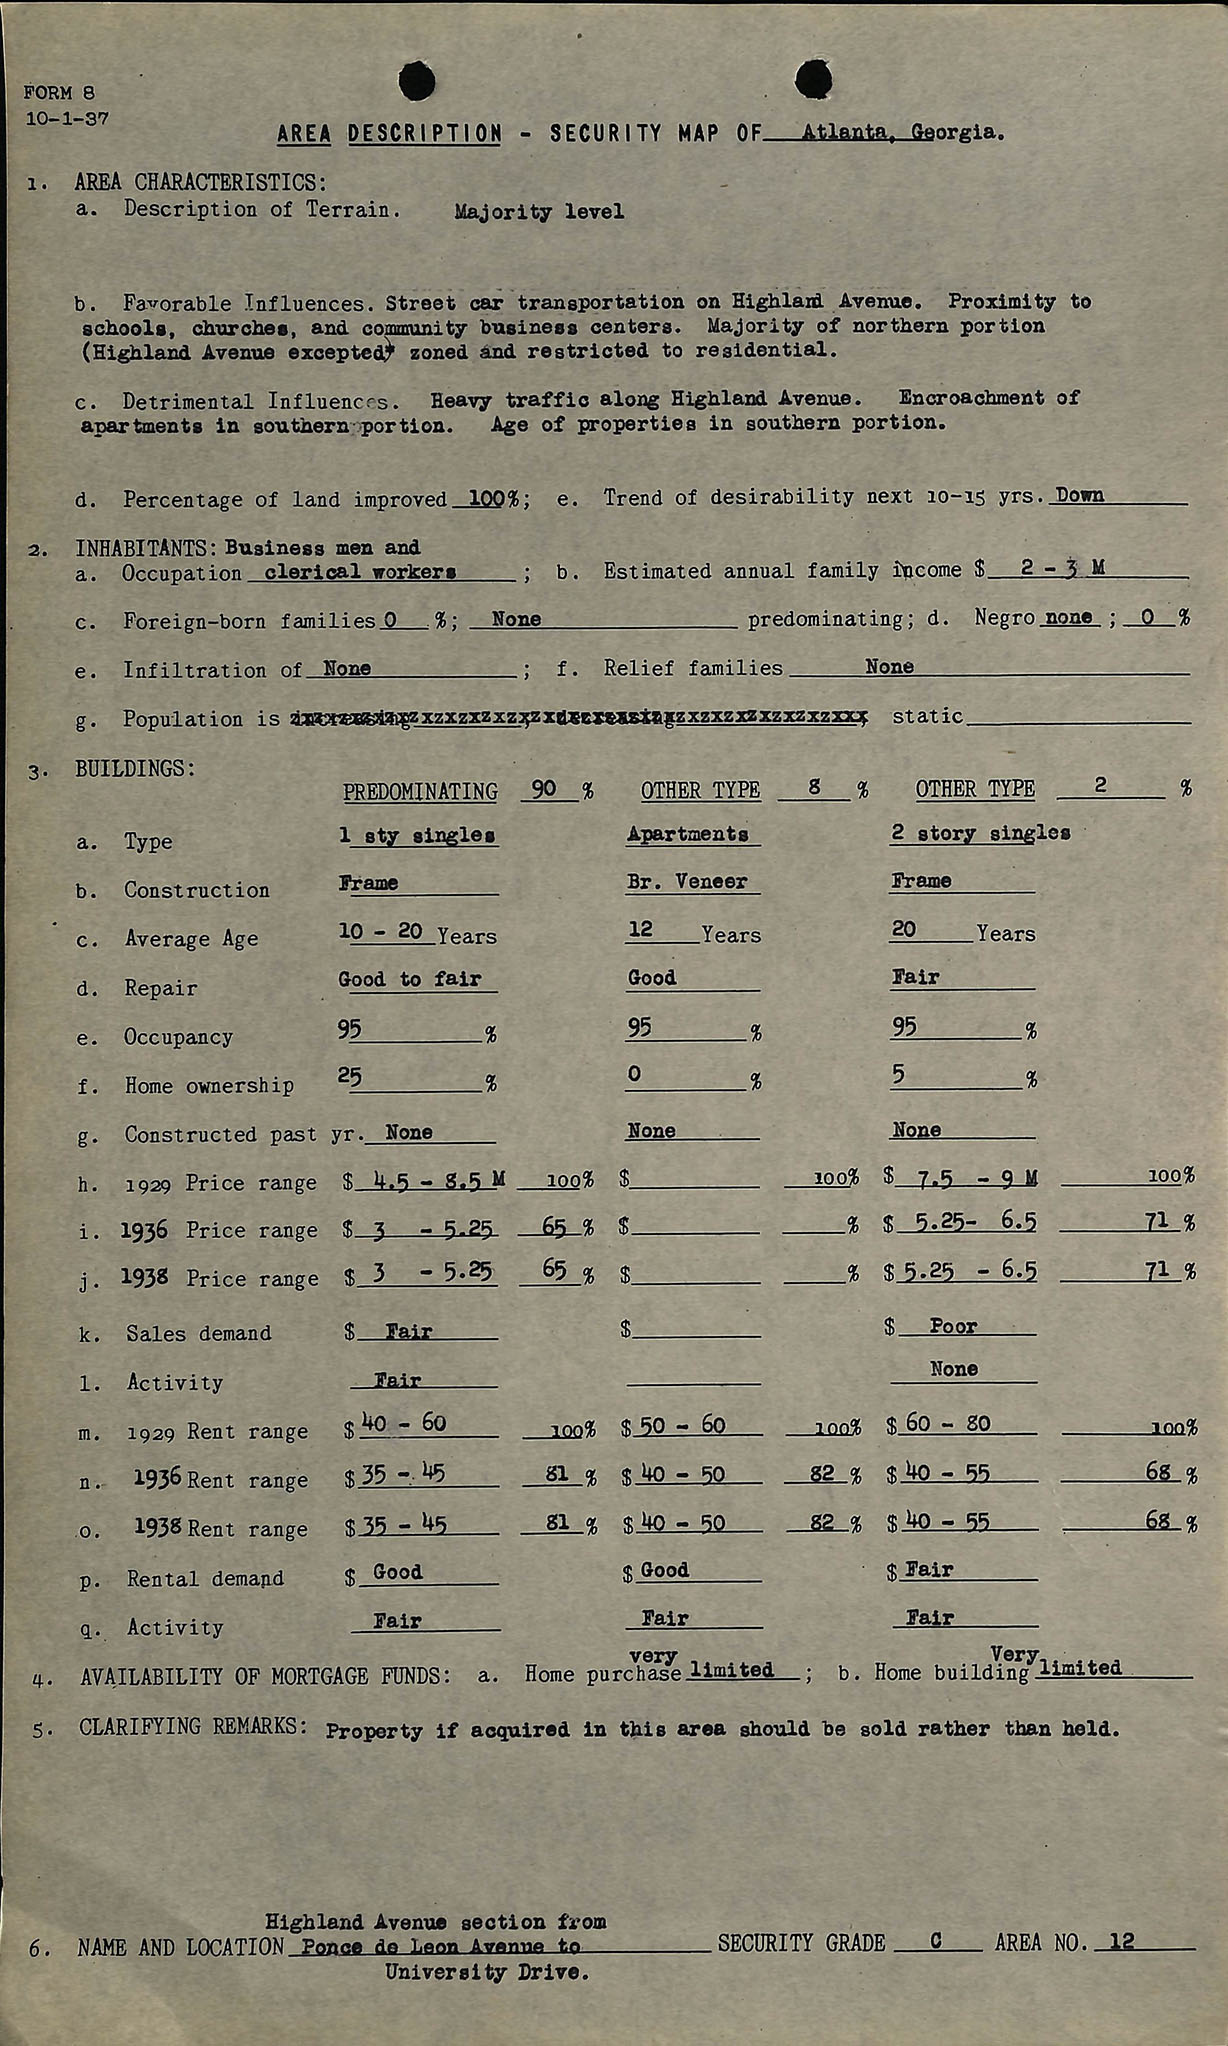 FORM 8
10-1-37
AREA DESCRIPTION - SECURITY MAP OF Atlanta, Georgia.
1. AREA CHARACTERISTICS:
a. Description of Terrain. Majority level
b. Favorable Influences. Street car transportation on Highland Avenue. Proximity to
schools, churches, and community business centers. Majority of northern portion
(Highland Avenue excepted) zoned and restricted to residential.
c. Detrimental Influences. Heavy traffic along Highland Avenue. Encroachment of
apartments in southern portion. Age of properties in southern portion.
d. Percentage of land improved 100%; e. Trend of desirability next 10-15 yrs. Down
2. INHABITANTS: Business men and
a. Occupation clerical workers ; b. Estimated annual family income $ 2 - 3 M
c. Foreign-born families 0 %; None predominating; d. Negro none ; 0 %
e. Infiltration of None ; f. Relief families None
g. Population is static
3. BUILDINGS:
PREDOMINATING 90 % OTHER TYPE 8 % OTHER TYPE 2 %
a. Type 1 sty singles Apartments 2 story singles
b. Construction Frame Br. Veneer Frame
c. Average Age 10 - 20 Years 12 Years 20 Years
d. Repair Good to fair Good Fair
e. Occupancy 95 % 95 % 95 %
f. Home ownership 25 % 0 % 5 %
g. Constructed past yr. None None None
h. 1929 Price range $ 4.5 - 8.5 M 100% $ 100% $ 7.5 - 9 M 100%
i. 1936 Price range $ 3 - 5.25 65 % $ % $ 5.25- 6.5 71 %
j. 1938 Price range $ 3 - 5.25 65 % $ % $ 5.25 - 6.5 71 %
k. Sales demand $ Fair $ $ Poor
l. Activity Fair None
m. 1929 Rent range $ 40 - 60 100% $ 50 - 60 100% $ 60 - 80 100%
n. 1936 Rent range $ 35 - 45 81 % $ 40 - 50 82 % $ 40 - 55 68 %
o. 1938 Rent range $ 35 - 45 81 % $ 40 - 50 82 % $ 40 - 55 68 %
p. Rental demand $ Good $ Good $ Fair
q. Activity Fair Fair Fair
very Very
4. AVAILABILITY OF MORTGAGE FUNDS: a. Home purchase limited ; b. Home building limited
5. CLARIFYING REMARKS: Property if acquired in this area should be sold rather than held.
Highland Avenue section from
6. NAME AND LOCATION Ponce de Leon Avenue to SECURITY GRADE C AREA NO. 12
University Drive.